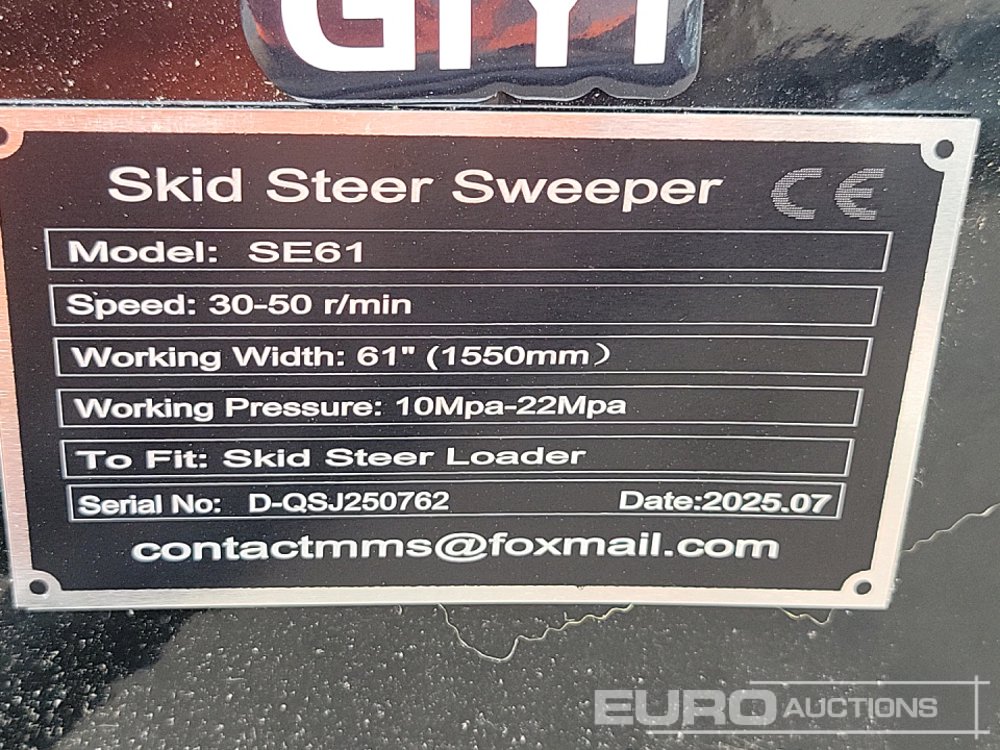 Skid Steer Sweeper CE
Model: SE61
Speed: 30-50 r/min
Working Width: 61" (1550mm）
Working Pressure: 10Mpa-22Mpa
To Fit: Skid Steer Loader
Serial No: D-QSJ250762 Date:2025.07
contactmms@foxmail.com
EURO AUCTIONS